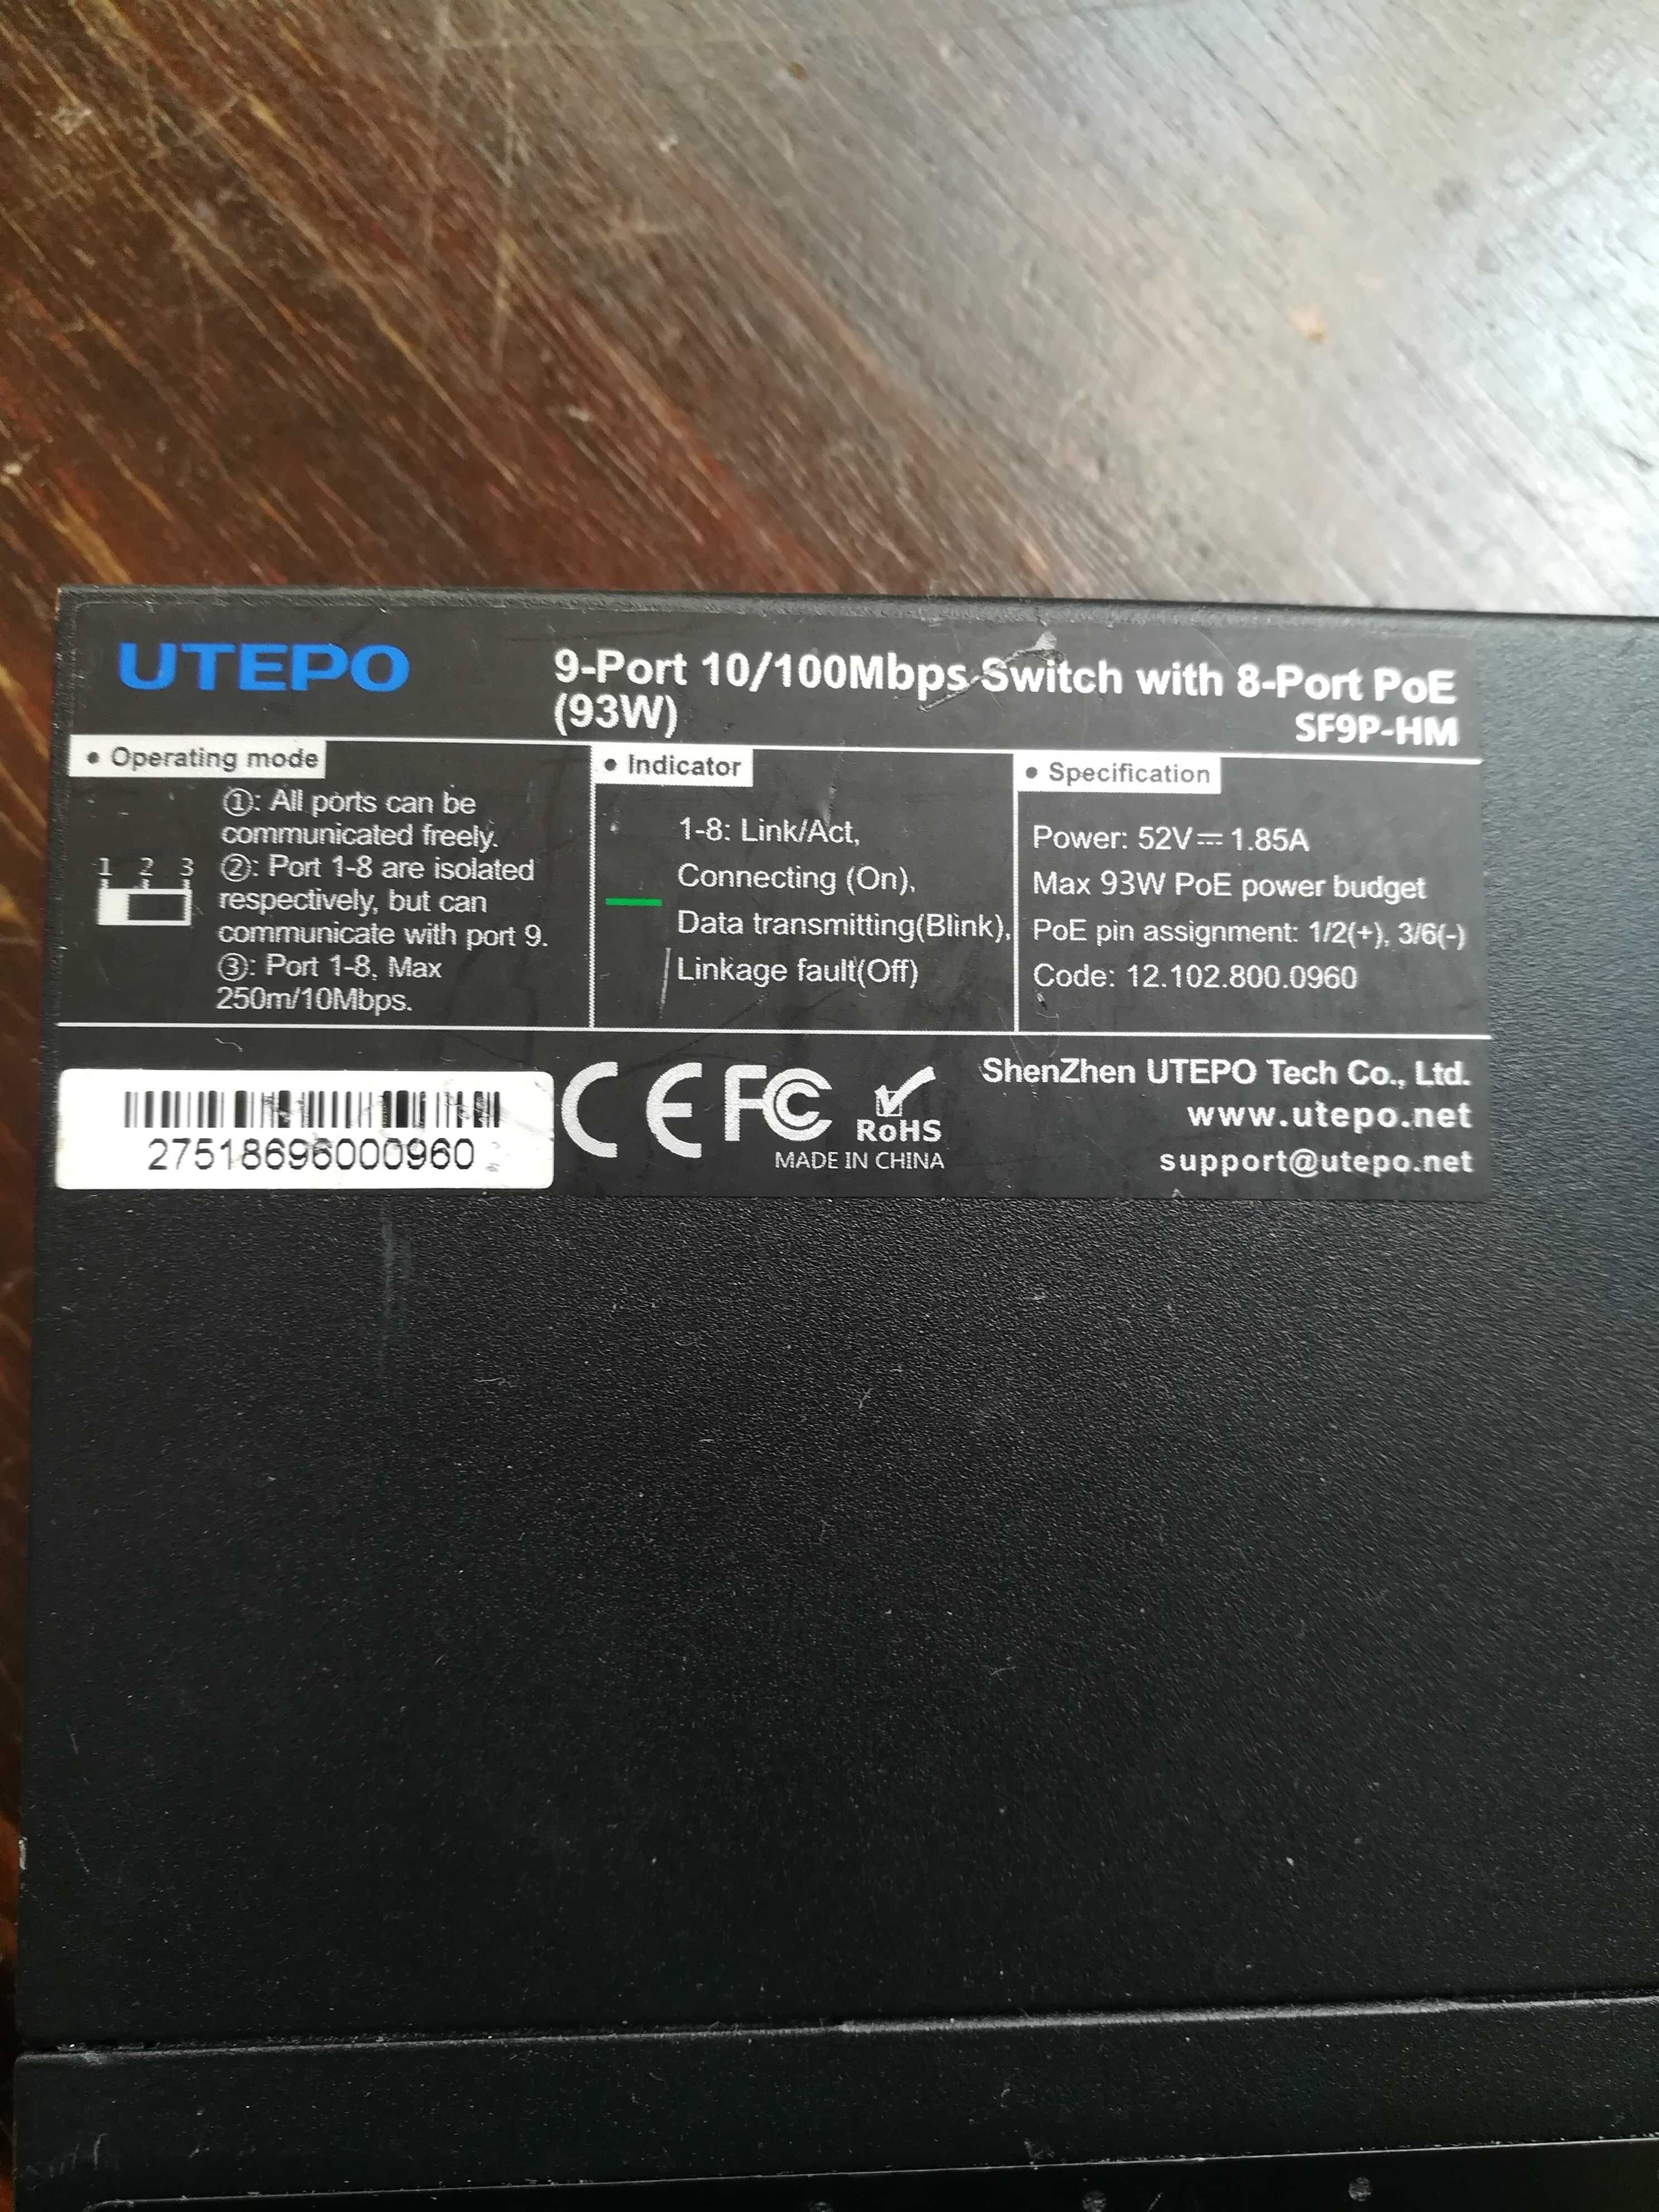 UTEPO
9-Port 10/100Mbps Switch with 8-Port PoE
(93W)
SF9P-HM
• Operating mode
1 2 3
①: All ports can be
communicated freely.
②: Port 1-8 are isolated
respectively, but can
communicate with port 9.
③: Port 1-8, Max
250m/10Mbps.
• Indicator
1-8: Link/Act,
Connecting (On),
Data transmitting(Blink),
Linkage fault(Off)
• Specification
Power: 52V⎓1.85A
Max 93W PoE power budget
PoE pin assignment: 1/2(+), 3/6(-)
Code: 12.102.800.0960
27518696000960
CE FC RoHS
MADE IN CHINA
ShenZhen UTEPO Tech Co., Ltd.
www.utepo.net
support@utepo.net